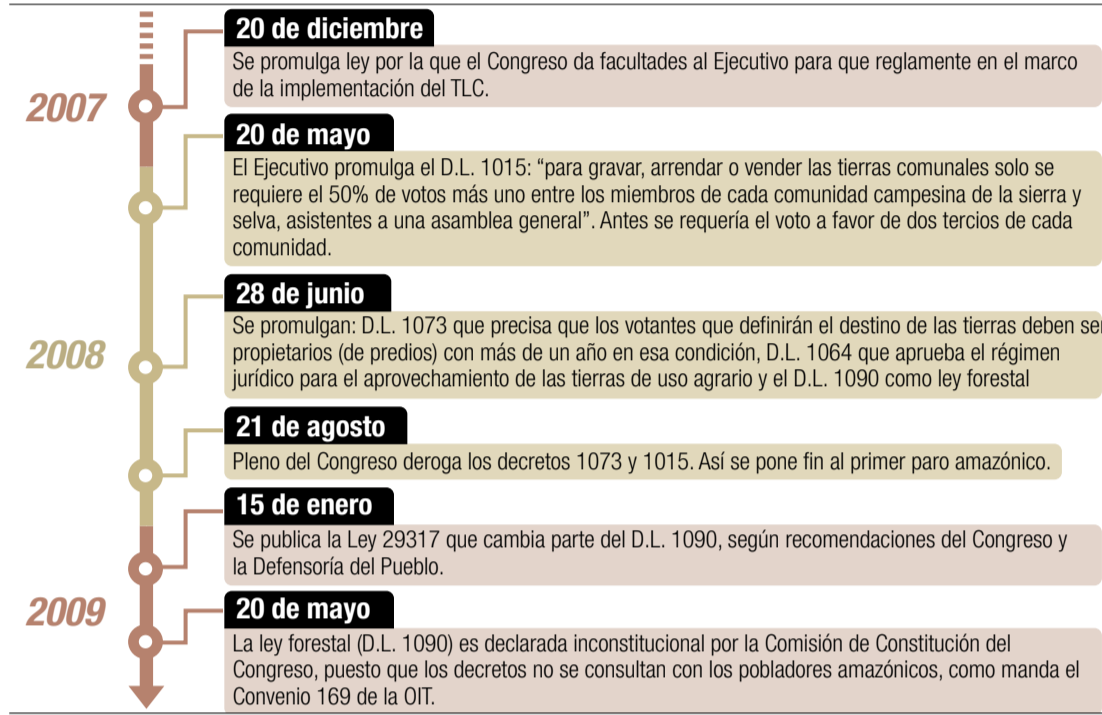 20 de diciembre
Se promulga ley por la que el Congreso da facultades al Ejecutivo para que reglamente en el marco
de la implementación del TLC.
2007
20 de mayo
El Ejecutivo promulga el D.L. 1015: “para gravar, arrendar o vender las tierras comunales solo se
requiere el 50% de votos más uno entre los miembros de cada comunidad campesina de la sierra y
selva, asistentes a una asamblea general”. Antes se requería el voto a favor de dos tercios de cada
comunidad.
28 de junio
Se promulgan: D.L. 1073 que precisa que los votantes que definirán el destino de las tierras deben ser
propietarios (de predios) con más de un año en esa condición, D.L. 1064 que aprueba el régimen
jurídico para el aprovechamiento de las tierras de uso agrario y el D.L. 1090 como ley forestal
2008
21 de agosto
Pleno del Congreso deroga los decretos 1073 y 1015. Así se pone fin al primer paro amazónico.
15 de enero
Se publica la Ley 29317 que cambia parte del D.L. 1090, según recomendaciones del Congreso y
la Defensoría del Pueblo.
2009
20 de mayo
La ley forestal (D.L. 1090) es declarada inconstitucional por la Comisión de Constitución del
Congreso, puesto que los decretos no se consultan con los pobladores amazónicos, como manda el
Convenio 169 de la OIT.